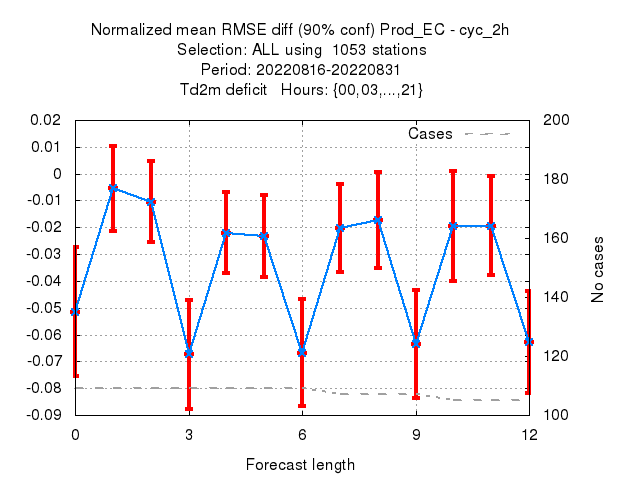 Normalized mean RMSE diff (90% conf) Prod_EC - cyc_2h
Selection: ALL using  1053 stations
Period: 20220816-20220831
Td2m deficit   Hours: {00,03,...,21}
Cases
0.02
0.01
0
-0.01
-0.02
-0.03
-0.04
-0.05
-0.06
-0.07
-0.08
-0.09
200
180
160
140
120
100
No cases
0 3 6 9 12
Forecast length